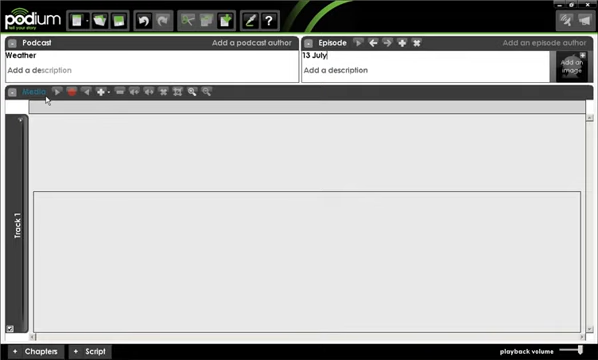 podium
tell your story
Podcast
Add a podcast author
Episode
Add an episode author
Weather
13 July
Add a description
Add a description
Add an
image
Media
Track 1
Chapters
Script
playback volume